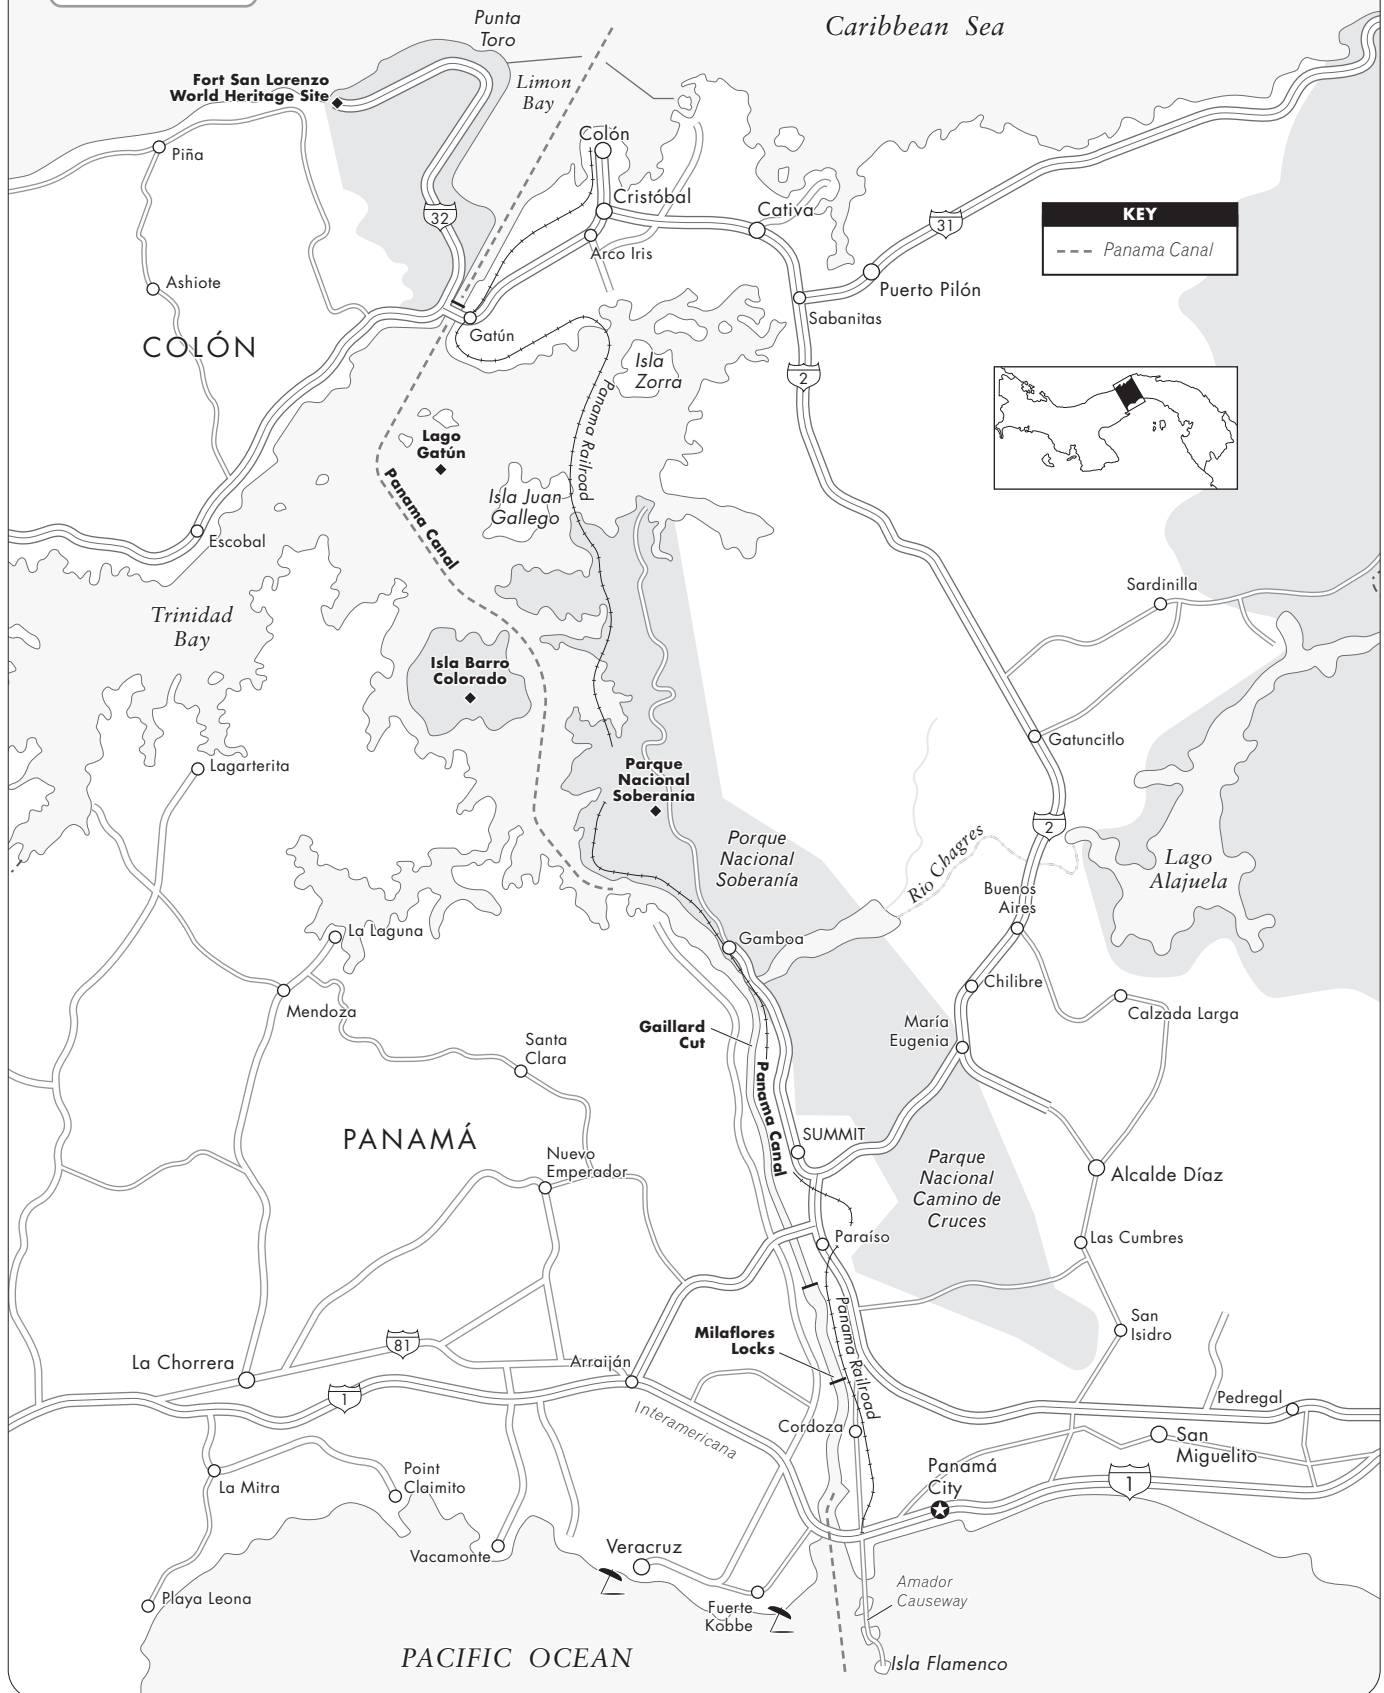 Punta
Toro
Caribbean Sea
Fort San Lorenzo
World Heritage Site
Limon
Bay
Colón
Piña
Cristóbal
Cativa
32
31
KEY
Panama Canal
Arco Iris
Ashiote
Puerto Pilón
Sabanitas
Gatún
COLÓN
Isla
Zorra
2
Panama Railroad
Lago
Gatún
Panama Canal
Isla Juan
Gallego
Escobal
Sardinilla
Trinidad
Bay
Isla Barro
Colorado
Gatuncitlo
Lagarterita
Parque
Nacional
Soberanía
2
Porque
Nacional
Soberanía
Rio Chagres
Lago
Alajuela
Buenos
Aires
La Laguna
Gamboa
Chilibre
Mendoza
Calzada Larga
Gaillard
Cut
María
Eugenia
Santa
Clara
Panama Canal
PANAMÁ
SUMMIT
Nuevo
Emperador
Parque
Nacional
Camino de
Cruces
Alcalde Díaz
Paraíso
Las Cumbres
Panama Railroad
San
Isidro
Milaflores
Locks
81
La Chorrera
Arraiján
1
Interamericana
Pedregal
Cordoza
San
Miguelito
Panamá
City
1
La Mitra
Point
Claimito
Vacamonte
Veracruz
Playa Leona
Fuerte
Kobbe
Amador
Causeway
PACIFIC OCEAN
Isla Flamenco